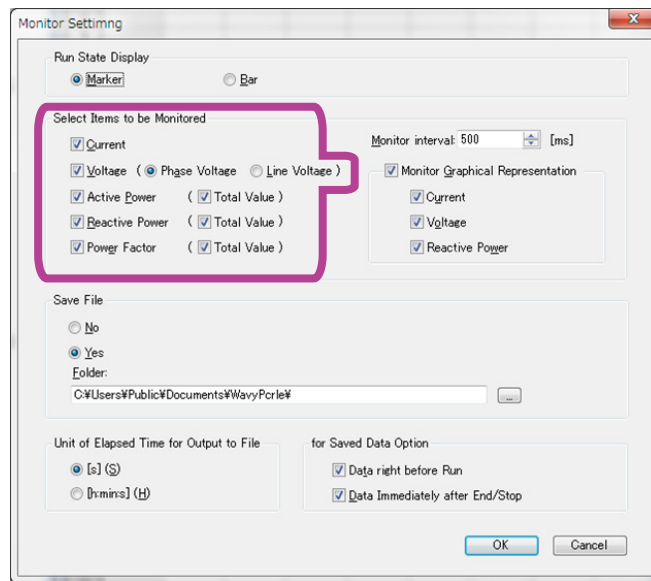 Monitor Settimng
Run State Display
Marker
Bar
Select Items to be Monitored
Current
Voltage ( Phase Voltage Line Voltage )
Active Power ( Total Value )
Reactive Power ( Total Value )
Power Factor ( Total Value )
Monitor interval: 500 [ms]
Monitor Graphical Representation
Current
Voltage
Reactive Power
Save File
No
Yes
Folder:
C:¥Users¥Public¥Documents¥WavyPcrle¥
...
Unit of Elapsed Time for Output to File
[s] (S)
[h:min:s] (H)
for Saved Data Option
Data right before Run
Data Immediately after End/Stop
OK
Cancel